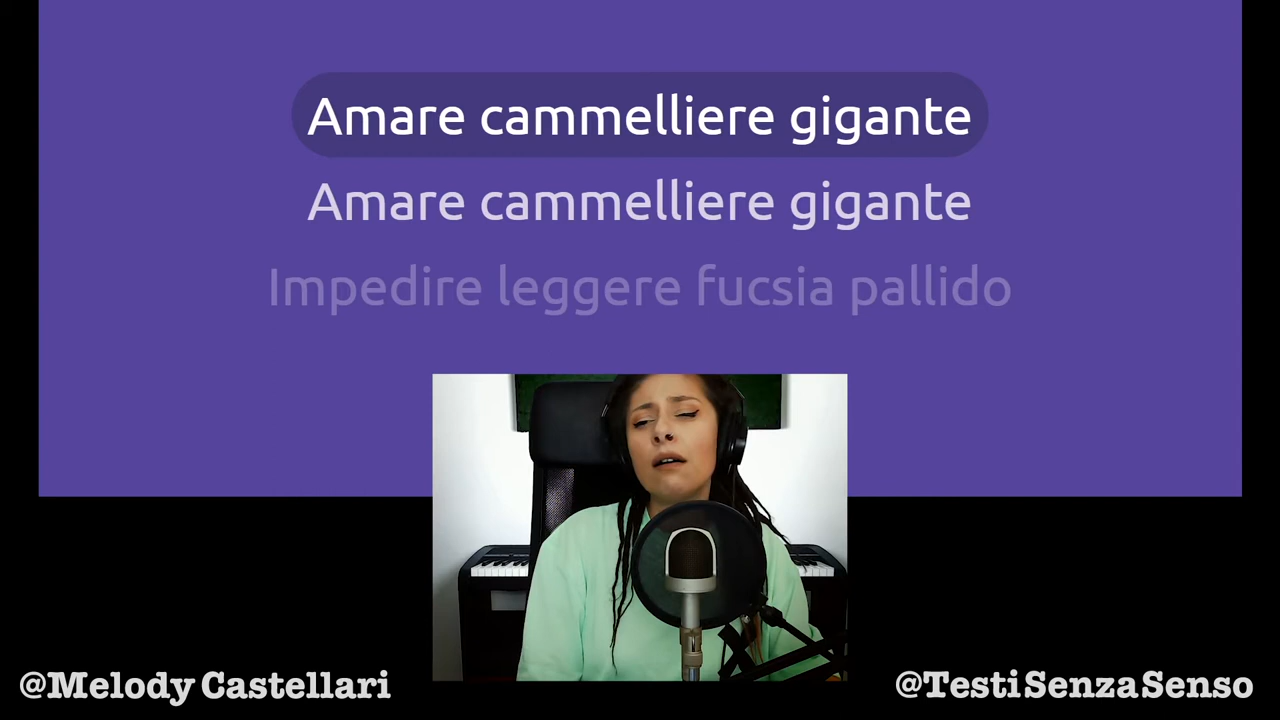 Amare cammelliere gigante
Amare cammelliere gigante
Impedire leggere fucsia pallido
@Melody Castellari
@TestiSenzaSenso